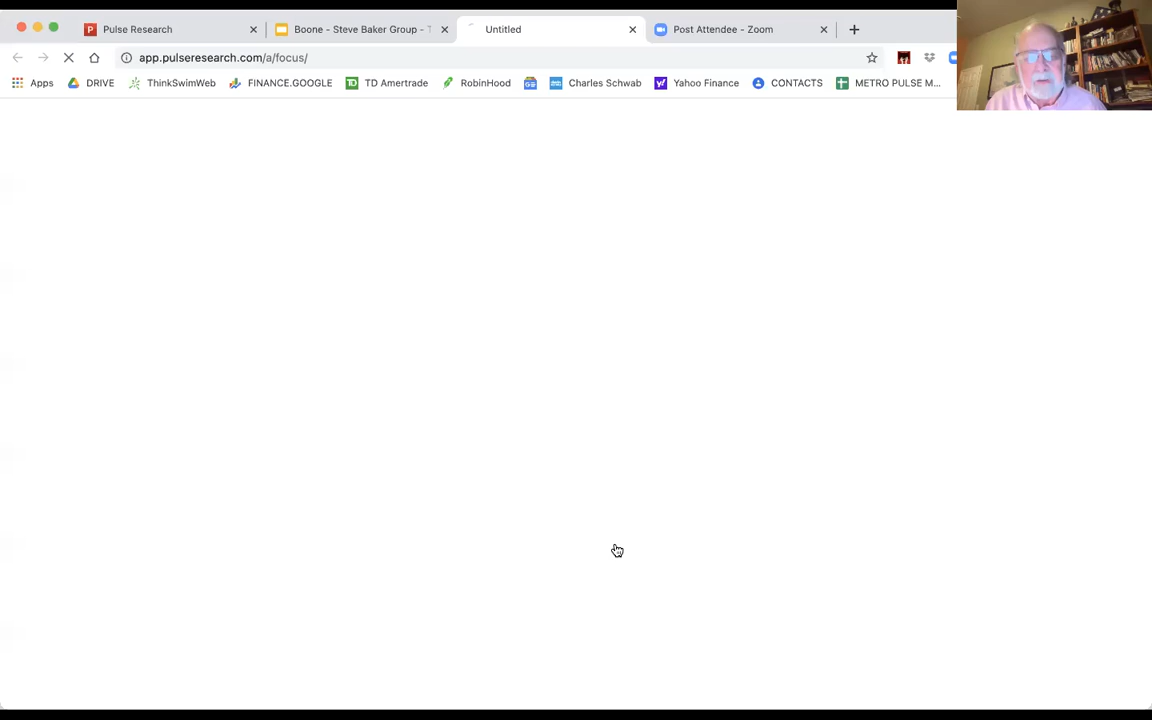 Pulse Research
Boone - Steve Baker Group - T
Untitled
Post Attendee - Zoom
app.pulseresearch.com/a/focus/
Apps
DRIVE
ThinkSwimWeb
FINANCE.GOOGLE
TD Amertrade
RobinHood
Charles Schwab
Yahoo Finance
CONTACTS
METRO PULSE M...